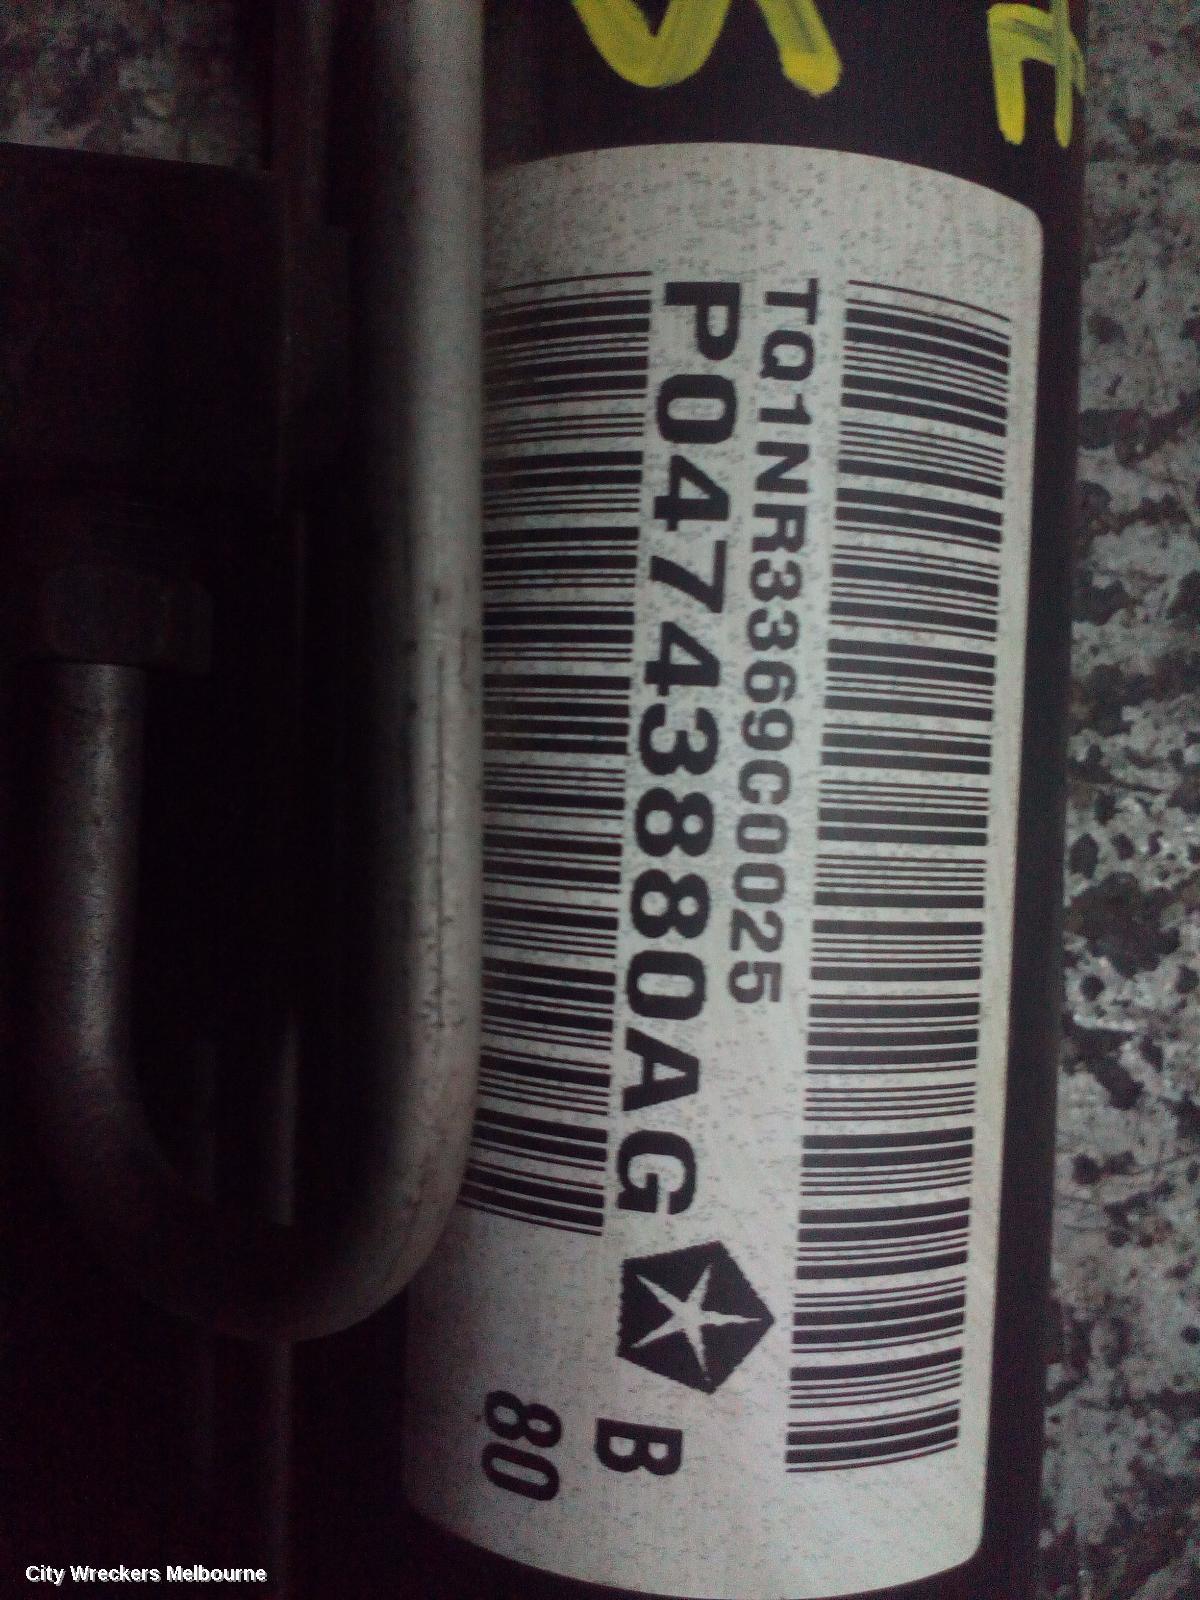 TQ1NR3369C0025
P04743880AG
B
80
City Wreckers Melbourne